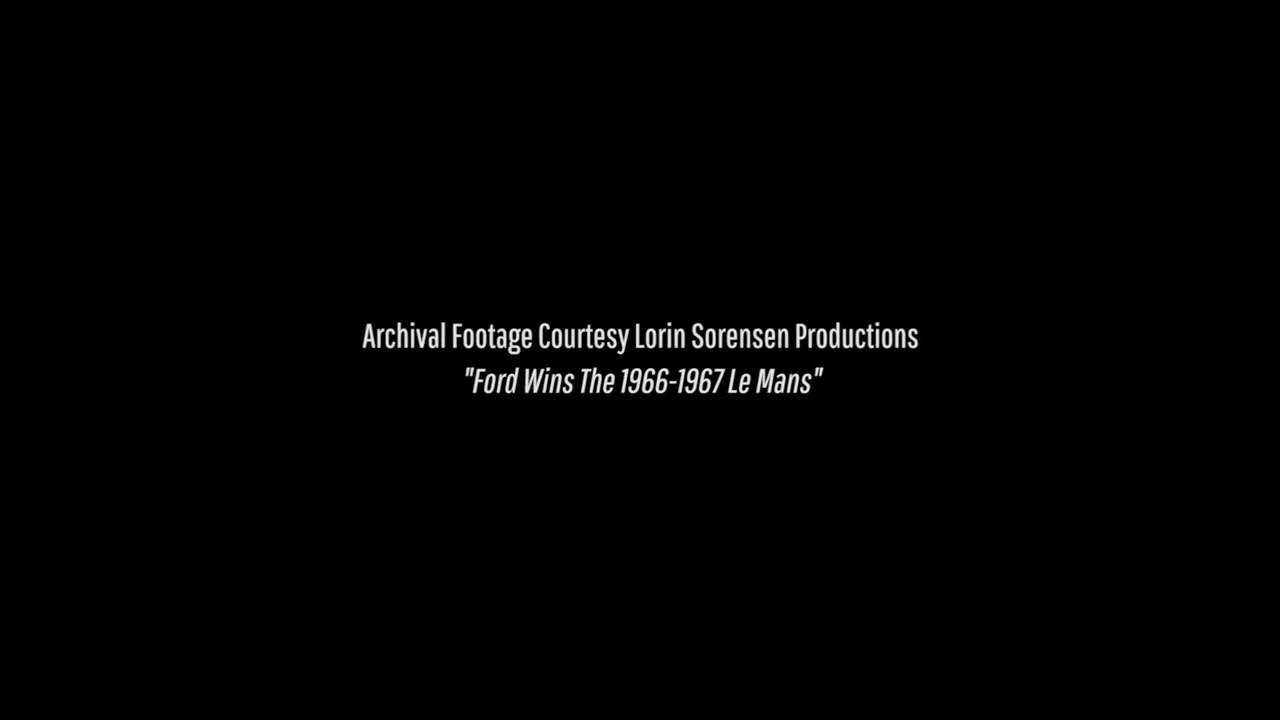 Archival Footage Courtesy Lorin Sorensen Productions
"Ford Wins The 1966-1967 Le Mans"